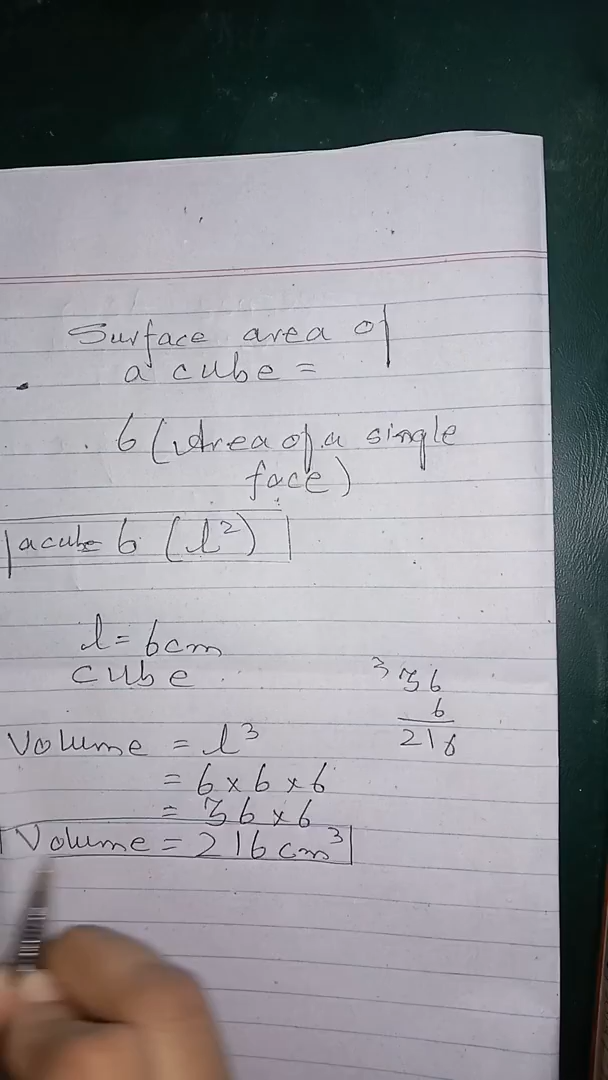 Surface area of
a cube =
6 (Area of a single
face)
a cube 6 (l²)
l = 6cm
cube
3 36
6
216
Volume = l³
= 6 x 6 x 6
= 36 x 6
Volume = 216 cm³